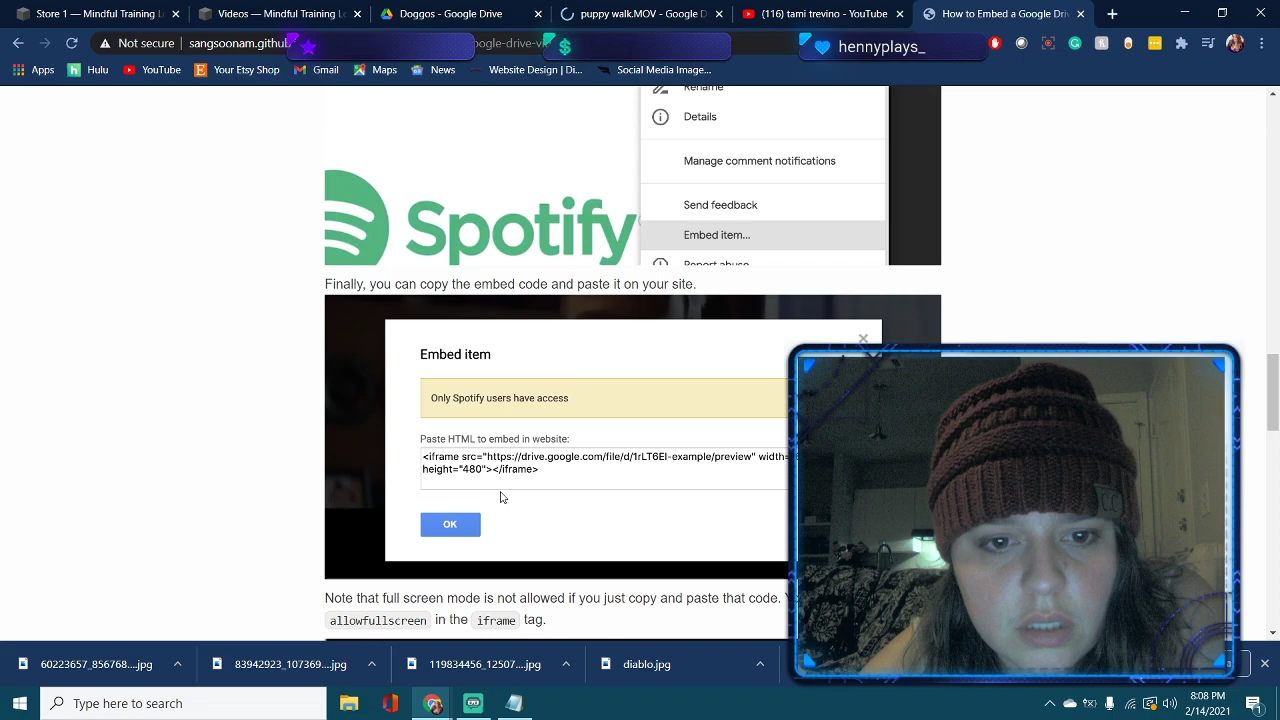 Store 1 — Mindful Training L
Videos — Mindful Training L
Doggos - Google Drive
puppy walk.MOV - Google D
(116) tami trevino - YouTube
How to Embed a Google Driv
Not secure
sangsoonam.github
oogle-drive-vi
hennyplays_
Apps
Hulu
YouTube
Your Etsy Shop
Gmail
Maps
News
Website Design | Di...
Social Media Image...
Rename
Details
Manage comment notifications
Send feedback
Embed item...
Report abuse
Spotify
Finally, you can copy the embed code and paste it on your site.
Embed item
Only Spotify users have access
Paste HTML to embed in website:
<iframe src="https://drive.google.com/file/d/1rLT6EI-example/preview" width=
height="480"></iframe>
OK
Note that full screen mode is not allowed if you just copy and paste that code.
allowfullscreen in the iframe tag.
60223657_856768....jpg
83942923_107369....jpg
119834456_12507....jpg
diablo.jpg
Type here to search
8:08 PM
2/14/2021